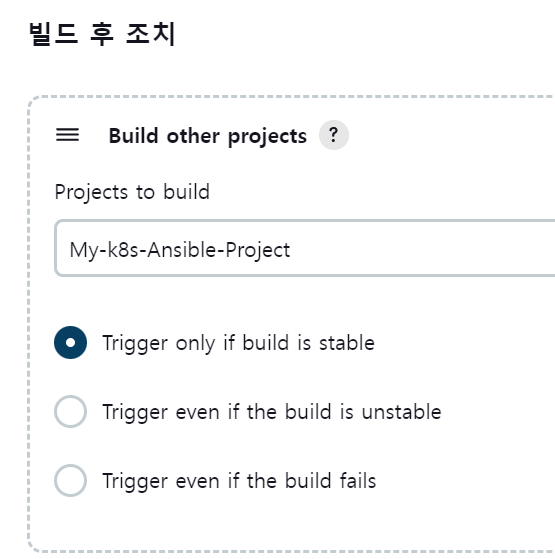 빌드 후 조치
Build other projects ?
Projects to build
My-k8s-Ansible-Project
Trigger only if build is stable
Trigger even if the build is unstable
Trigger even if the build fails